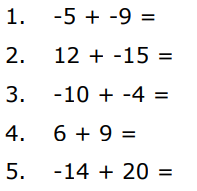 1. -5 + -9 =
2. 12 + -15 =
3. -10 + -4 =
4. 6 + 9 =
5. -14 + 20 =